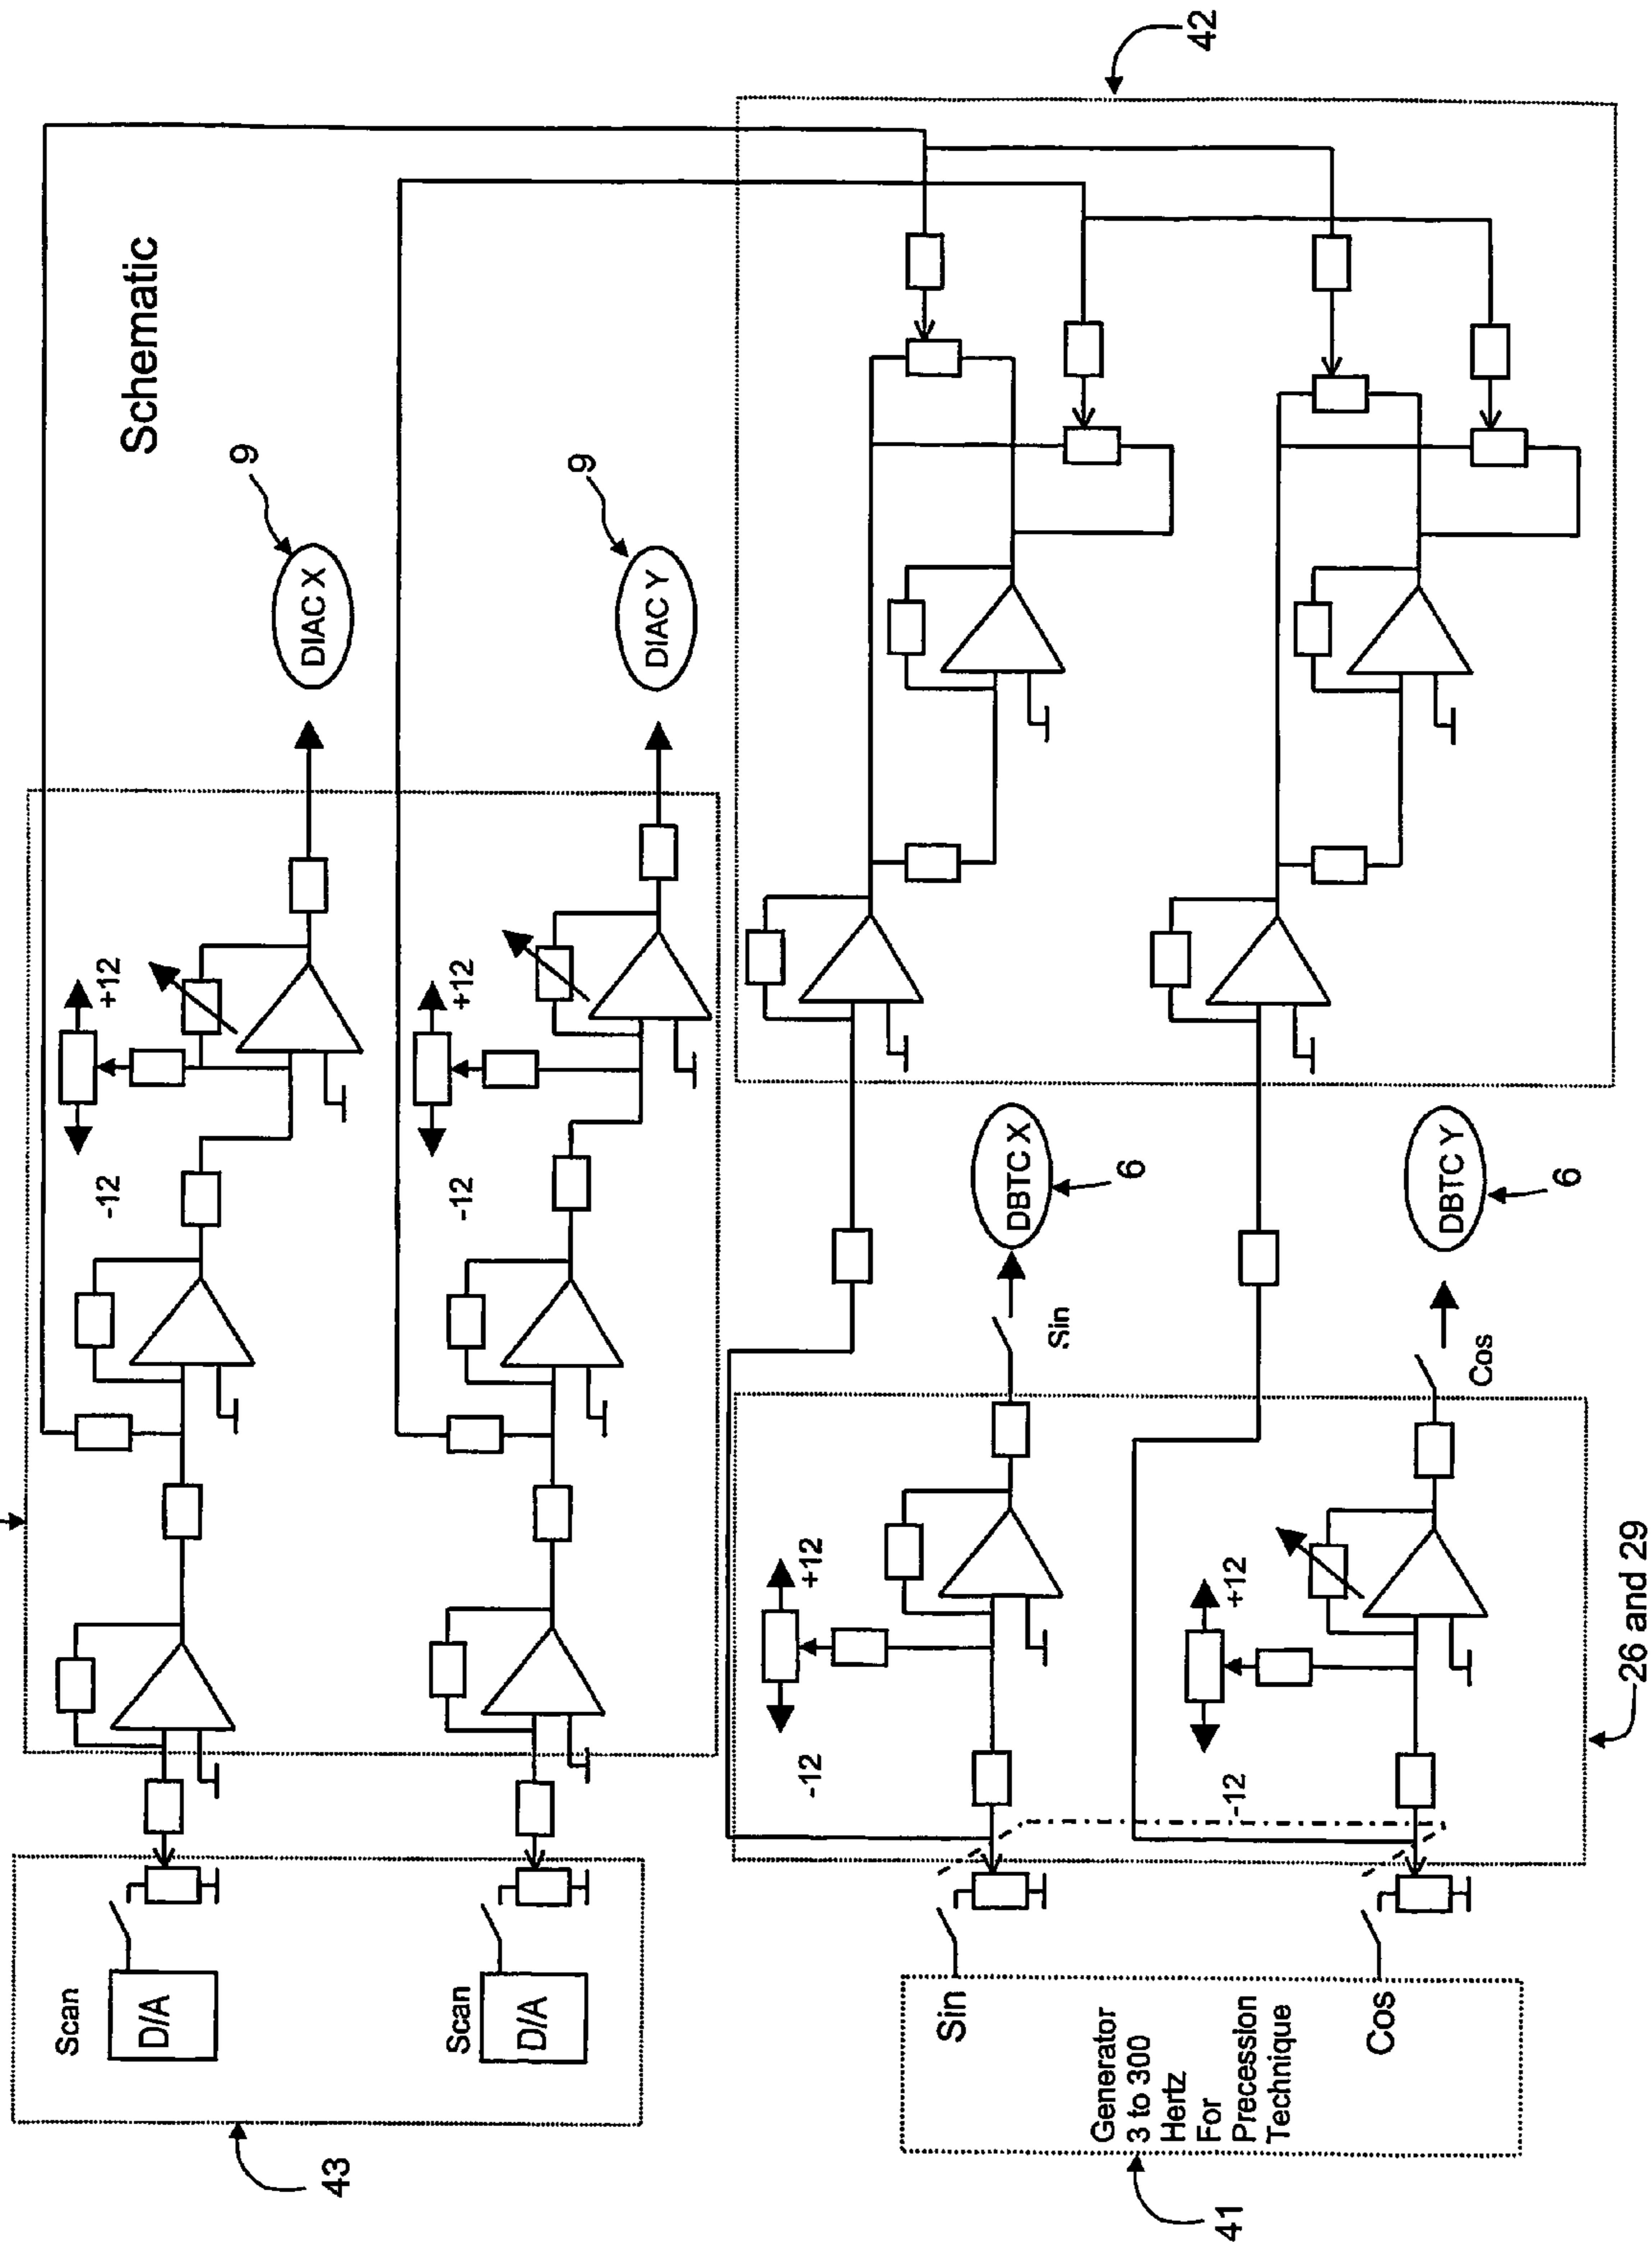 Schematic
43
Scan
D/A
Scan
D/A
-12
+12
DIAC X
9
-12
+12
DIAC Y
9
42
41
Generator
3 to 300
Hertz
For
Precession
Technique
Sin
Cos
-12
+12
Sin
DBTC X
6
-12
+12
Cos
DBTC Y
6
26 and 29